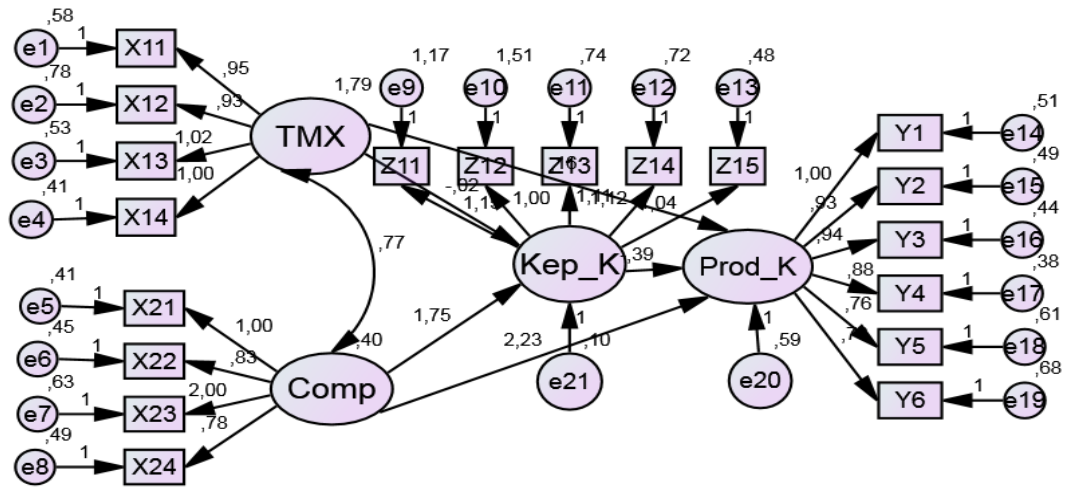 ,58
e1 1 X11
,78
e2 1 X12
,53
e3 1 X13
,41
e4 1 X14
,95
,93
1,02
1,00
1,79
TMX
,77
,41
e5 1 X21
,45
e6 1 X22
,63
e7 1 X23
,49
e8 1 X24
1,00
,83
2,00
,78
,40
Comp
1,17 1,51 ,74 ,72 ,48
e9 e10 e11 e12 e13
1 1 1 1 1
Z11 Z12 Z13 Z14 Z15
,16
-,02
1,00
1,75
Kep_K
,39
1
,10
e21
2,23
Prod_K
1
,59
e20
1,00
,93
,94
,88
,76
Y1 1 e14 ,51
Y2 1 e15 ,49
Y3 1 e16 ,44
Y4 1 e17 ,38
Y5 1 e18 ,61
Y6 1 e19 ,68